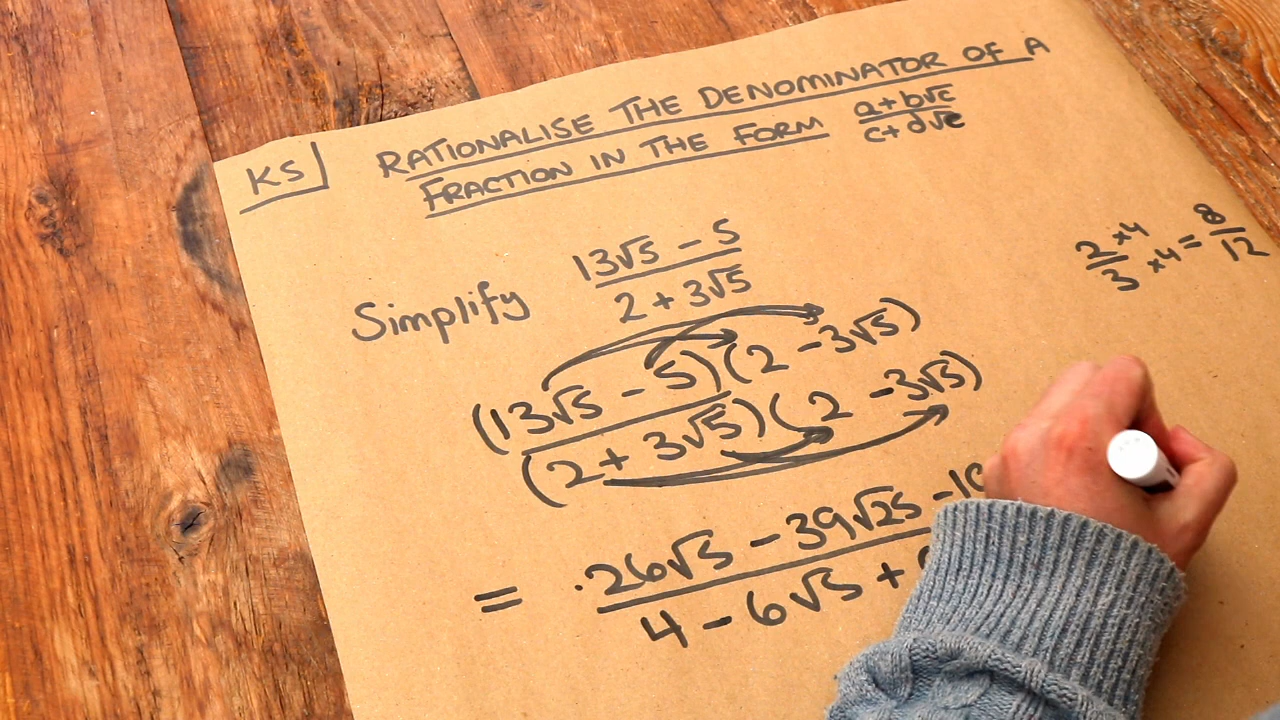 K5
RATIONALISE THE DENOMINATOR OF A
FRACTION IN THE FORM (a+b√c)/(c+d√e)
2/3 ×4/×4 = 8/12
Simplify (13√5 - 5)/(2 + 3√5)
(13√5 - 5)(2 - 3√5)
(2 + 3√5)(2 - 3√5)
= 26√5 - 39√25 - 10
4 - 6√5 +